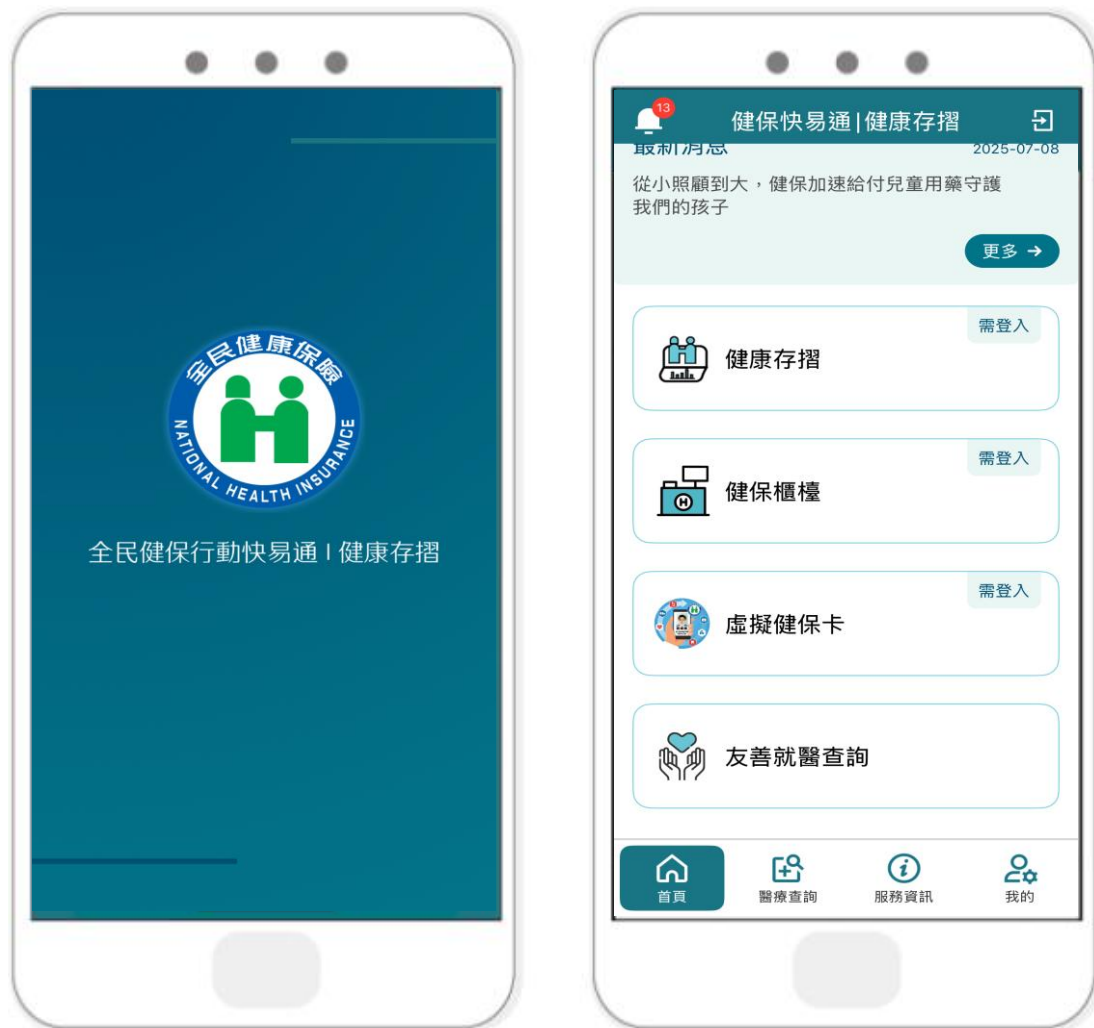 全民健康保險
NATIONAL HEALTH INSURANCE
全民健保行動快易通 | 健康存摺
13
健保快易通|健康存摺
最新消息
2025-07-08
從小照顧到大，健保加速給付兒童用藥守護
我們的孩子
更多 →
需登入
健康存摺
需登入
健保櫃檯
需登入
虛擬健保卡
友善就醫查詢
首頁
醫療查詢
服務資訊
我的